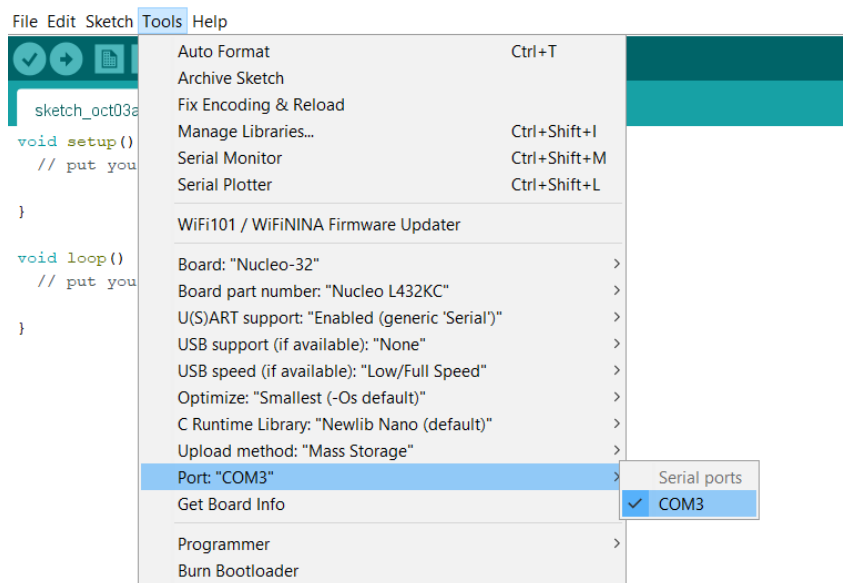 File Edit Sketch Tools Help
Auto Format Ctrl+T
Archive Sketch
sketch_oct03a
Fix Encoding & Reload
void setup()
Manage Libraries... Ctrl+Shift+I
// put you
Serial Monitor Ctrl+Shift+M
Serial Plotter Ctrl+Shift+L
}
WiFi101 / WiFiNINA Firmware Updater
void loop()
Board: "Nucleo-32"
// put you
Board part number: "Nucleo L432KC"
U(S)ART support: "Enabled (generic 'Serial')"
}
USB support (if available): "None"
USB speed (if available): "Low/Full Speed"
Optimize: "Smallest (-Os default)"
C Runtime Library: "Newlib Nano (default)"
Upload method: "Mass Storage"
Port: "COM3"
Serial ports
Get Board Info
COM3
Programmer
Burn Bootloader